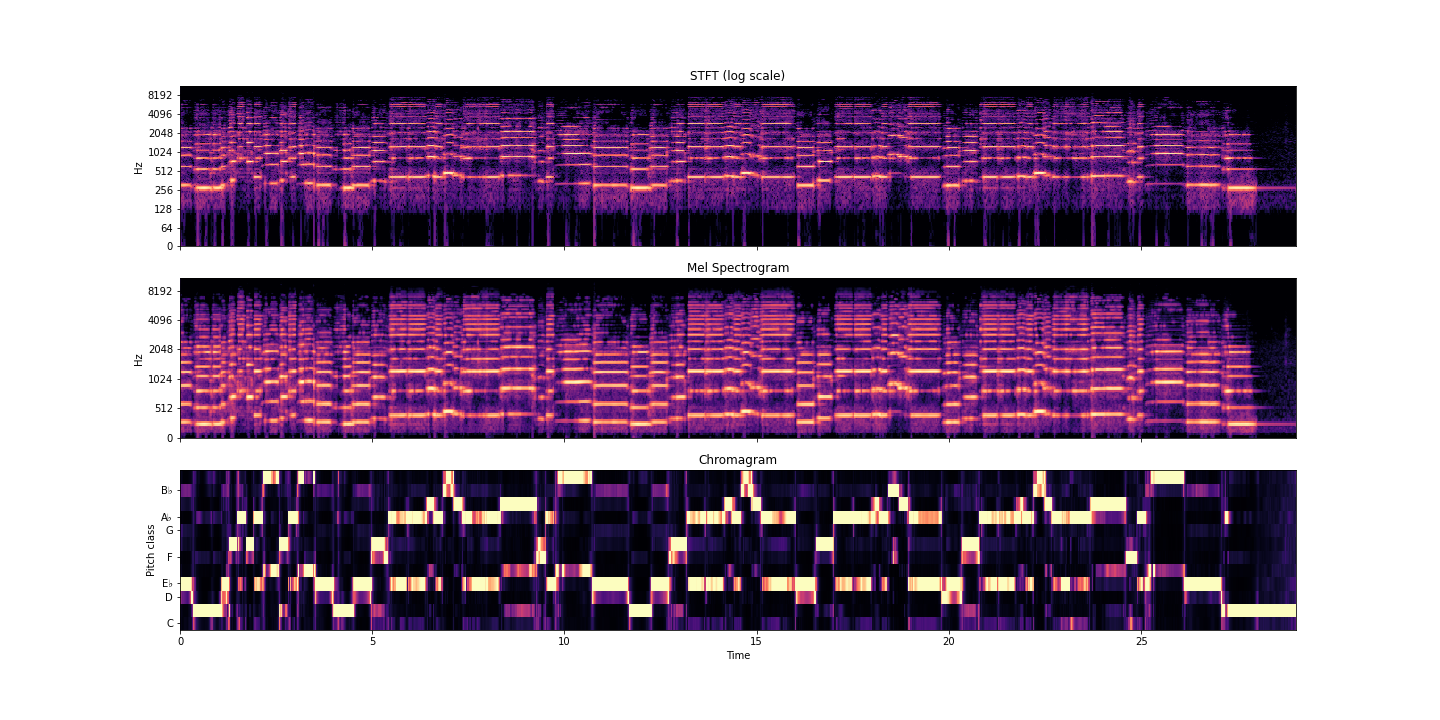 STFT (log scale)
8192
4096
2048
1024
512
256
128
64
0
Hz
Mel Spectrogram
8192
4096
2048
1024
512
0
Hz
Chromagram
B♭
A♭
G
F
E♭
D
C
Pitch class
0 5 10 15 20 25
Time